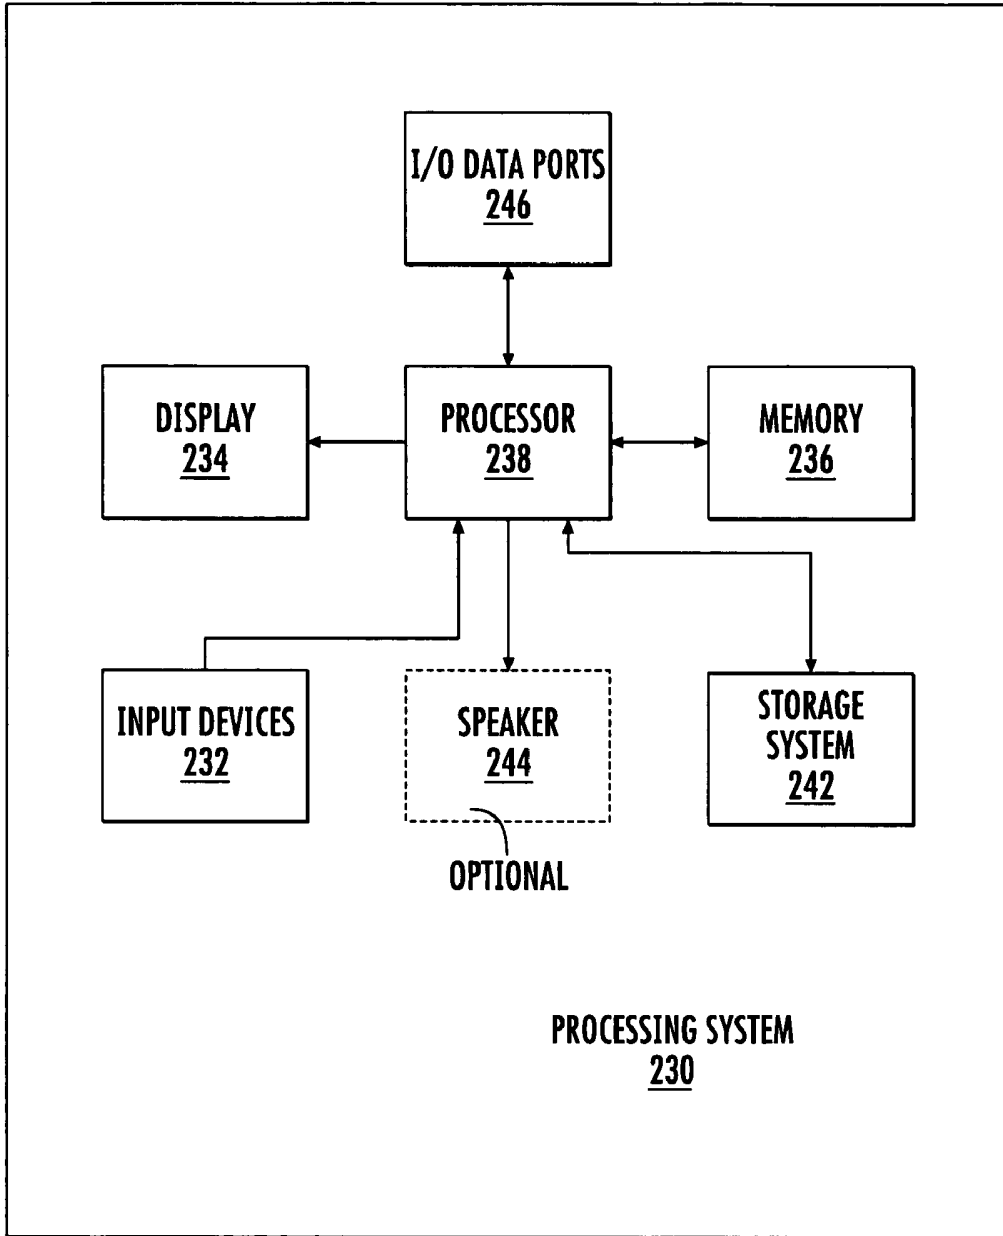 I/O DATA PORTS
246
DISPLAY
234
PROCESSOR
238
MEMORY
236
INPUT DEVICES
232
SPEAKER
244
STORAGE
SYSTEM
242
OPTIONAL
PROCESSING SYSTEM
230